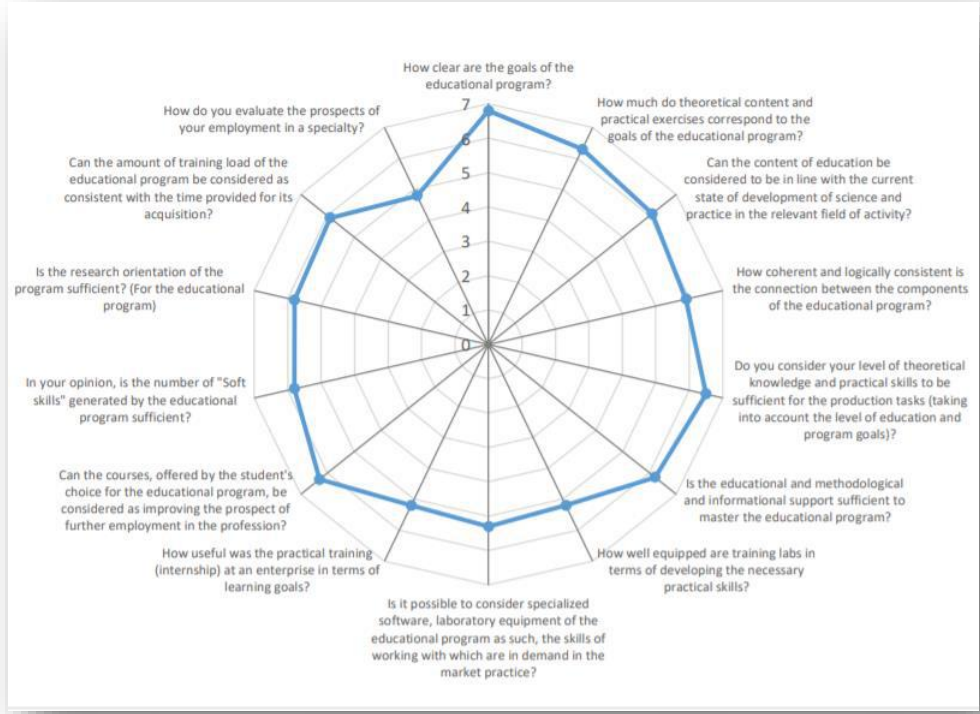 How clear are the goals of the
educational program?
How much do theoretical content and
practical exercises correspond to the
goals of the educational program?
Can the content of education be
considered to be in line with the current
state of development of science and
practice in the relevant field of activity?
How coherent and logically consistent is
the connection between the components
of the educational program?
Do you consider your level of theoretical
knowledge and practical skills to be
sufficient for the production tasks (taking
into account the level of education and
program goals)?
Is the educational and methodological
and informational support sufficient to
master the educational program?
How well equipped are training labs in
terms of developing the necessary
practical skills?
Is it possible to consider specialized
software, laboratory equipment of the
educational program as such, the skills of
working with which are in demand in the
market practice?
How useful was the practical training
(internship) at an enterprise in terms of
learning goals?
Can the courses, offered by the student's
choice for the educational program, be
considered as improving the prospect of
further employment in the profession?
In your opinion, is the number of "Soft
skills" generated by the educational
program sufficient?
Is the research orientation of the
program sufficient? (For the educational
program)
Can the amount of training load of the
educational program be considered as
consistent with the time provided for its
acquisition?
How do you evaluate the prospects of
your employment in a specialty?
7
6
5
4
3
2
1
0